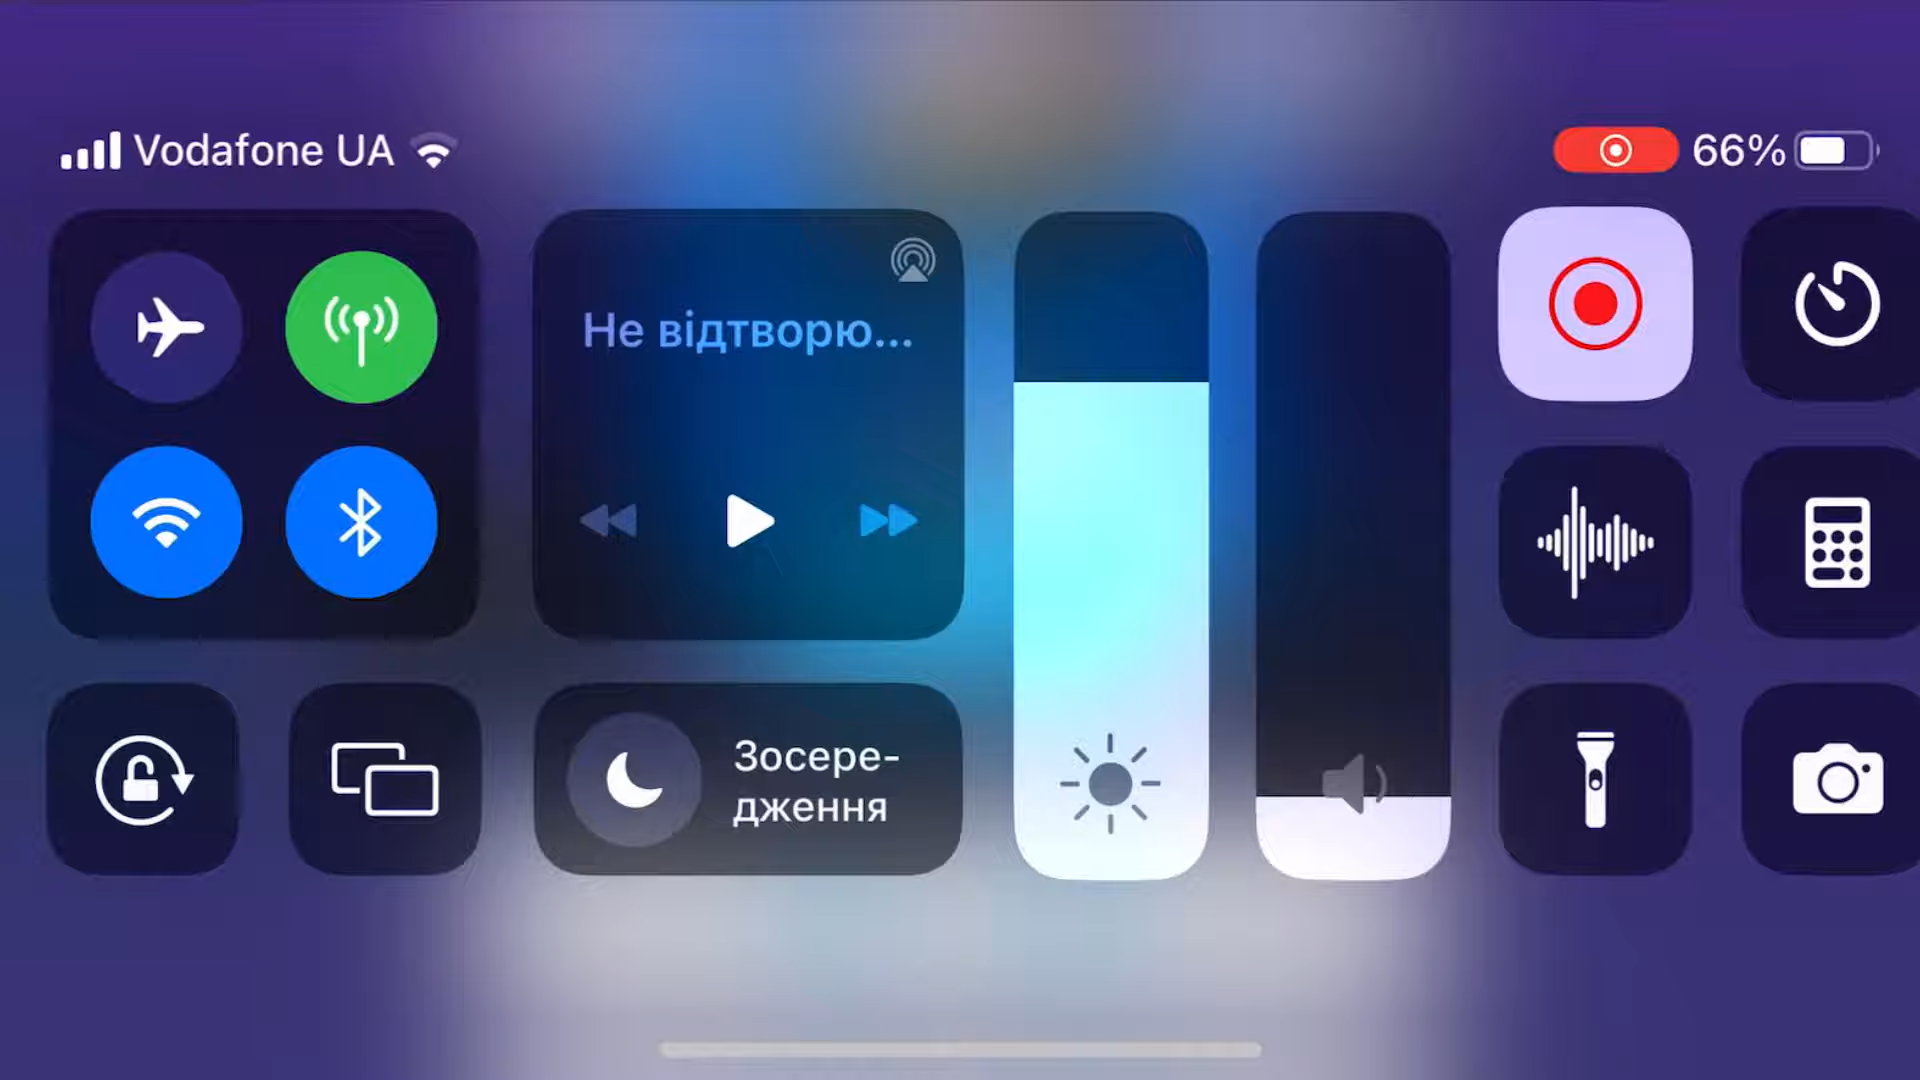 Vodafone UA
66%
Не відтворю...
Зосере-
дження